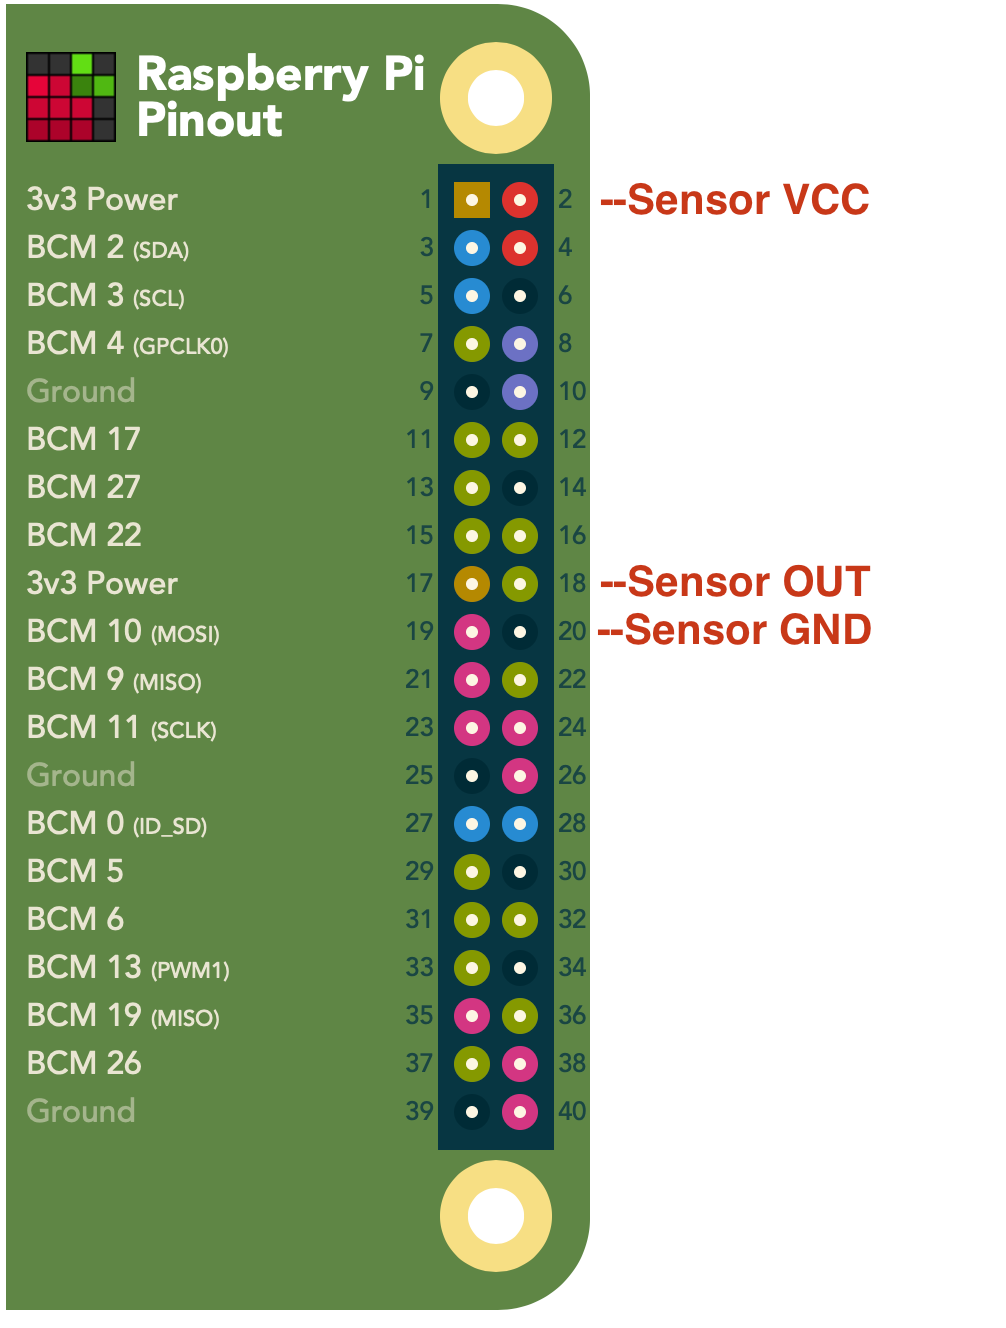 Raspberry Pi
Pinout
3v3 Power 1 2 --Sensor VCC
BCM 2 (SDA) 3 4
BCM 3 (SCL) 5 6
BCM 4 (GPCLK0) 7 8
Ground 9 10
BCM 17 11 12
BCM 27 13 14
BCM 22 15 16
3v3 Power 17 18 --Sensor OUT
BCM 10 (MOSI) 19 20 --Sensor GND
BCM 9 (MISO) 21 22
BCM 11 (SCLK) 23 24
Ground 25 26
BCM 0 (ID_SD) 27 28
BCM 5 29 30
BCM 6 31 32
BCM 13 (PWM1) 33 34
BCM 19 (MISO) 35 36
BCM 26 37 38
Ground 39 40